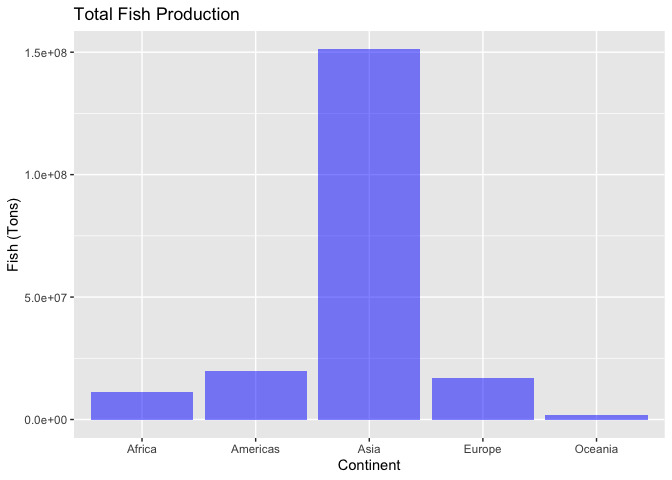 Total Fish Production
Fish (Tons)
1.5e+08
1.0e+08
5.0e+07
0.0e+00
Africa Americas Asia Europe Oceania
Continent